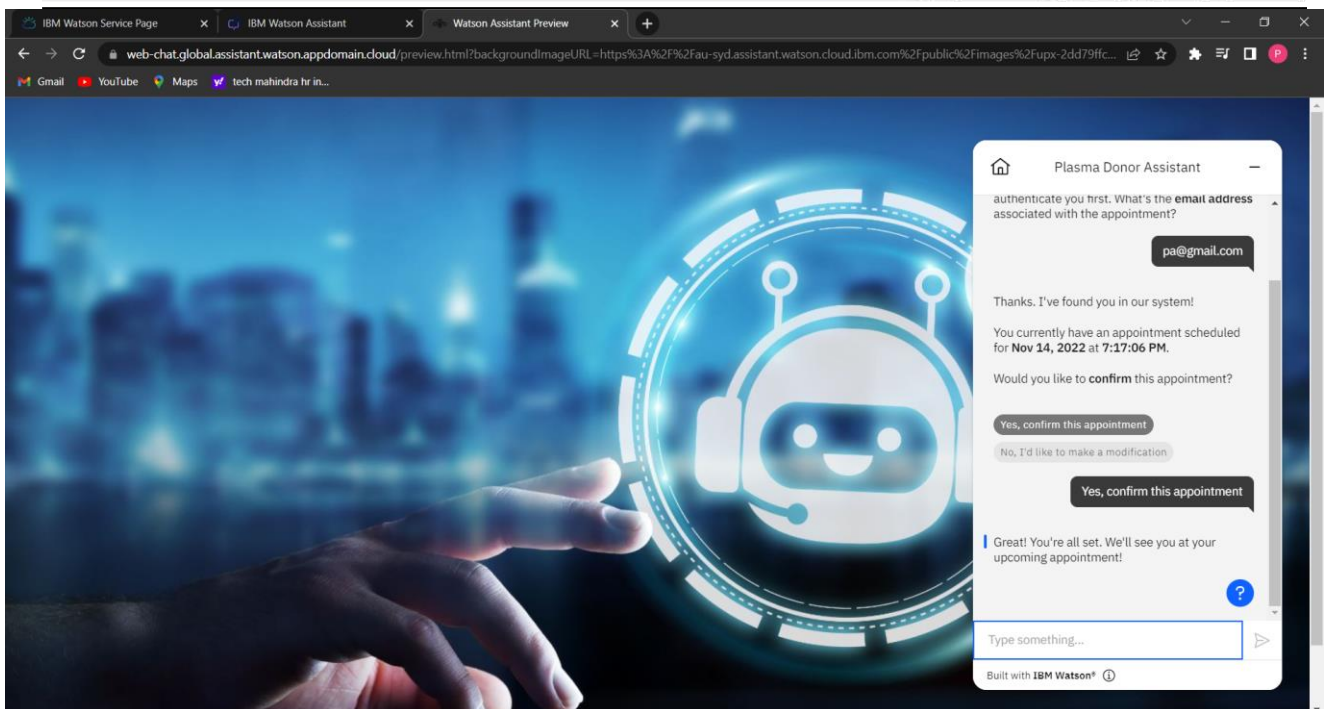 IBM Watson Service Page
IBM Watson Assistant
Watson Assistant Preview
web-chat.global.assistant.watson.appdomain.cloud/preview.html?backgroundImageURL=https%3A%2F%2Fau-syd.assistant.watson.cloud.ibm.com%2Fpublic%2Fimages%2Fupx-2dd79ffc...
P
Gmail
YouTube
Maps
tech mahindra hr in...
Plasma Donor Assistant
authenticate you first. What's the email address
associated with the appointment?
pa@gmail.com
Thanks. I've found you in our system!
You currently have an appointment scheduled
for Nov 14, 2022 at 7:17:06 PM.
Would you like to confirm this appointment?
Yes, confirm this appointment
No, I'd like to make a modification
Yes, confirm this appointment
Great! You're all set. We'll see you at your
upcoming appointment!
?
Type something...
Built with IBM Watson®